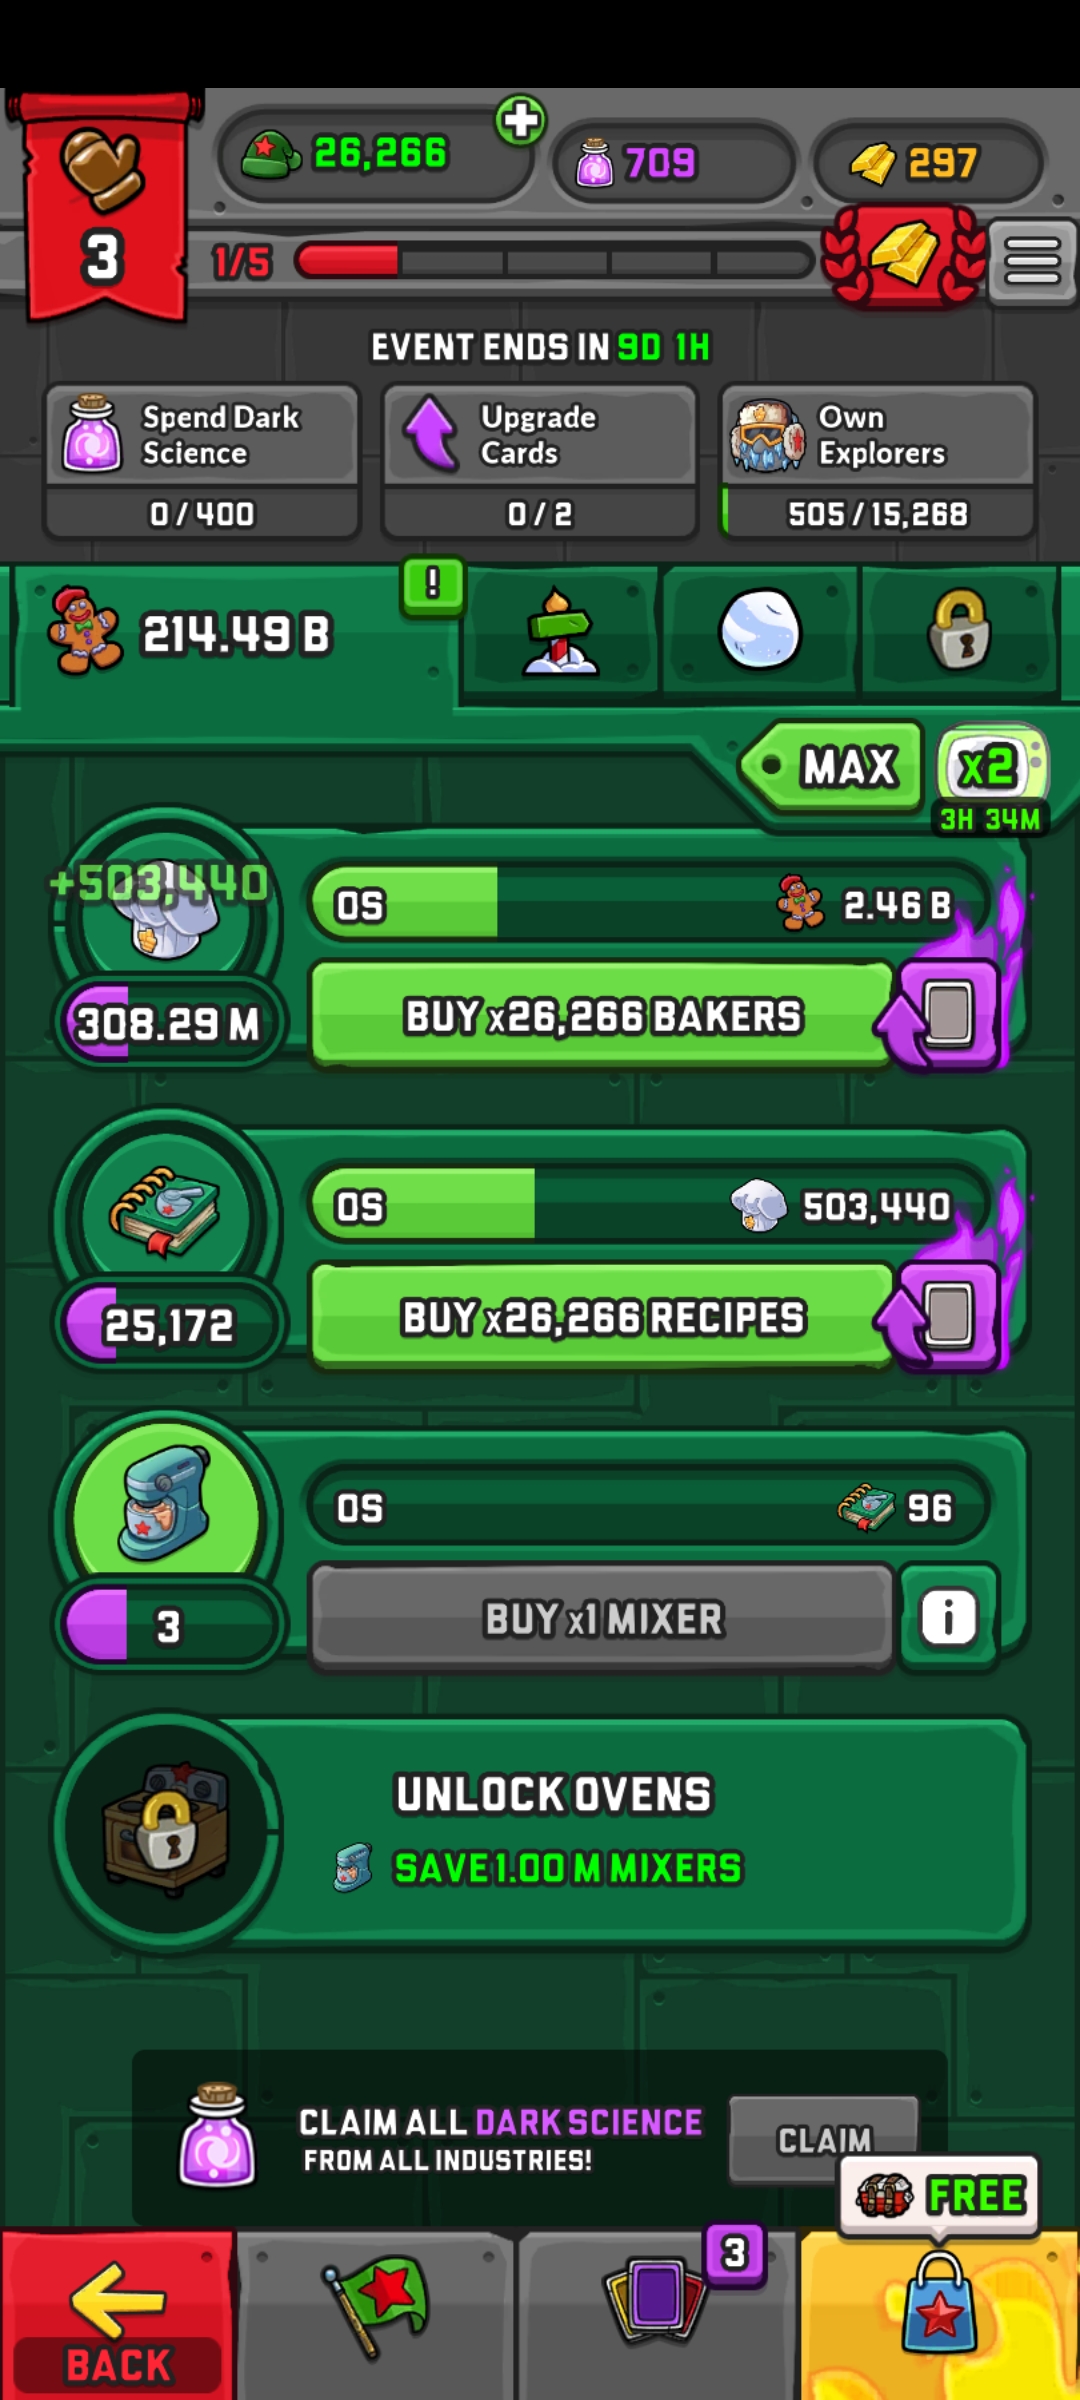 26,266
709
297
3
1/5
EVENT ENDS IN 9D 1H
Spend Dark
Science
0/400
Upgrade
Cards
0/2
Own
Explorers
505/15,268
214.49 B
!
MAX
x2
3H 34M
+503,440
0S
2.46 B
308.29 M
BUY x26,266 BAKERS
0S
503,440
25,172
BUY x26,266 RECIPES
0S
96
3
BUY x1 MIXER
i
UNLOCK OVENS
SAVE 1.00 M MIXERS
CLAIM ALL DARK SCIENCE
FROM ALL INDUSTRIES!
CLAIM
FREE
3
BACK